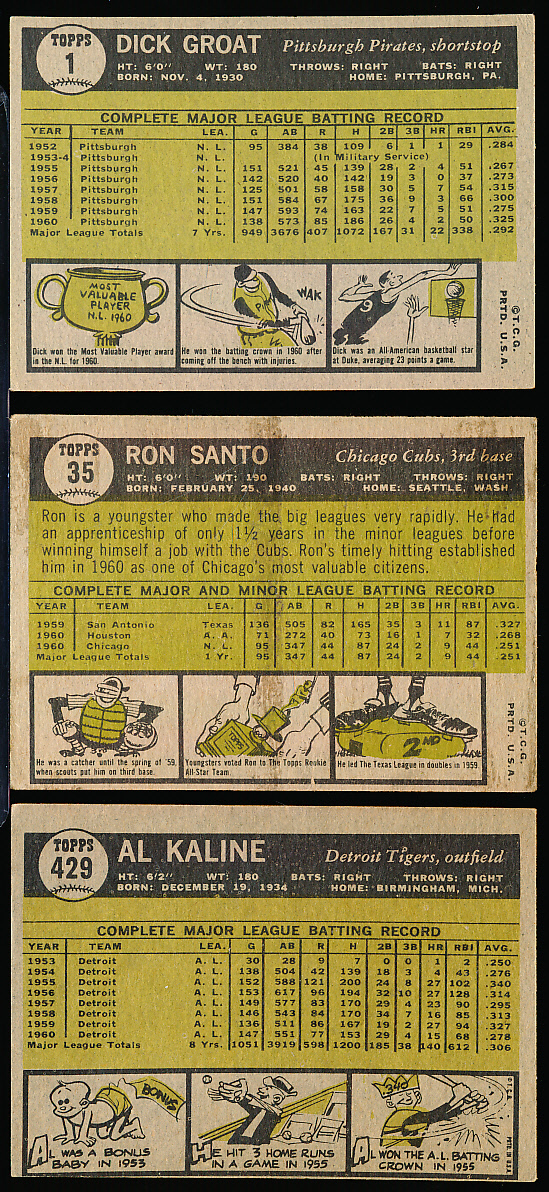 TOPPS
1
DICK GROAT Pittsburgh Pirates, shortstop
HT: 6'0" WT: 180 THROWS: RIGHT BATS: RIGHT
BORN: NOV. 4, 1930 HOME: PITTSBURGH, PA.
COMPLETE MAJOR LEAGUE BATTING RECORD
YEAR TEAM LEA. G AB R H 2B 3B HR RBI AVG.
1952 Pittsburgh N. L. 95 384 38 109 6 1 1 29 .284
1953-4 Pittsburgh N. L. (In Military Service)
1955 Pittsburgh N. L. 151 521 45 139 28 2 4 51 .267
1956 Pittsburgh N. L. 142 520 40 142 19 3 0 37 .273
1957 Pittsburgh N. L. 125 501 58 158 30 5 7 54 .315
1958 Pittsburgh N. L. 151 584 67 175 36 9 3 66 .300
1959 Pittsburgh N. L. 147 593 74 163 22 7 5 51 .275
1960 Pittsburgh N. L. 138 573 85 186 26 4 2 50 .325
Major League Totals 7 Yrs. 949 3676 407 1072 167 31 22 338 .292
MOST
VALUABLE
PLAYER
N.L. 1960
WAK
Dick won the Most Valuable Player award
in the N.L. for 1960.
He won the batting crown in 1960 after
coming off the bench with injuries.
Dick was an All-American basketball star
at Duke, averaging 23 points a game.
©T.C.G.
PRTD. U.S.A.
TOPPS
35
RON SANTO Chicago Cubs, 3rd base
HT: 6'0" WT: 190 BATS: RIGHT THROWS: RIGHT
BORN: FEBRUARY 25, 1940 HOME: SEATTLE, WASH.
Ron is a youngster who made the big leagues very rapidly. He had
an apprenticeship of only 1½ years in the minor leagues before
winning himself a job with the Cubs. Ron's timely hitting established
him in 1960 as one of Chicago's most valuable citizens.
COMPLETE MAJOR AND MINOR LEAGUE BATTING RECORD
YEAR TEAM LEA. G AB R H 2B 3B HR RBI AVG.
1959 San Antonio Texas 136 505 82 165 35 3 11 87 .327
1960 Houston A. A. 71 272 40 73 16 1 7 32 .268
1960 Chicago N. L. 95 347 44 87 24 2 9 44 .251
Major League Totals 1 Yr. 95 347 44 87 24 2 9 44 .251
2ND
He was a catcher until the spring of '59,
when scouts put him on third base.
Youngsters voted Ron to The Topps Rookie
All-Star Team.
He led The Texas League in doubles in 1959.
©T.C.G.
PRTD. U.S.A.
TOPPS
429
AL KALINE Detroit Tigers, outfield
HT: 6'2" WT: 180 BATS: RIGHT THROWS: RIGHT
BORN: DECEMBER 19, 1934 HOME: BIRMINGHAM, MICH.
COMPLETE MAJOR LEAGUE BATTING RECORD
YEAR TEAM LEA. G AB R H 2B 3B HR RBI AVG.
1953 Detroit A. L. 30 28 9 7 0 0 1 2 .250
1954 Detroit A. L. 138 504 42 139 18 3 4 43 .276
1955 Detroit A. L. 152 588 121 200 24 8 27 102 .340
1956 Detroit A. L. 153 617 96 194 32 10 27 128 .314
1957 Detroit A. L. 149 577 83 170 29 4 23 90 .295
1958 Detroit A. L. 146 543 84 170 34 7 16 85 .313
1959 Detroit A. L. 136 511 86 167 19 2 27 94 .327
1960 Detroit A. L. 147 551 77 153 29 4 15 68 .278
Major League Totals 8 Yrs. 1051 3919 598 1200 185 38 140 612 .306
BONUS
340
AL WAS A BONUS
BABY IN 1953
HE HIT 3 HOME RUNS
IN A GAME IN 1955
AL WON THE A.L. BATTING
CROWN IN 1955
©T.C.G.
PRTD. IN U.S.A.